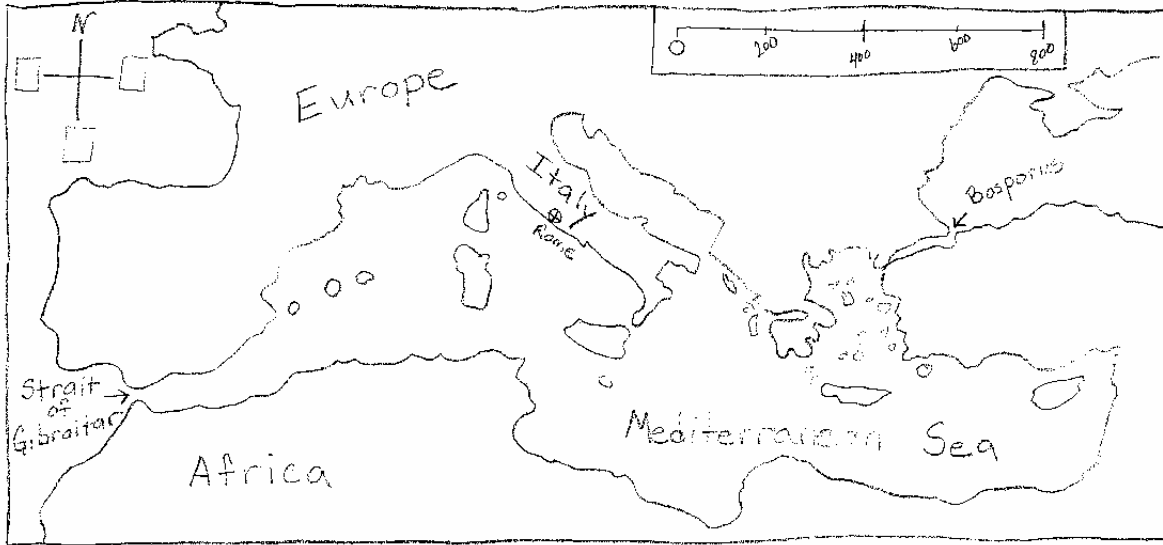 N
0 200 400 600 800
Europe
Italy
Rome
Bosporus
Strait
of
Gibraltar
Mediterranean Sea
Africa